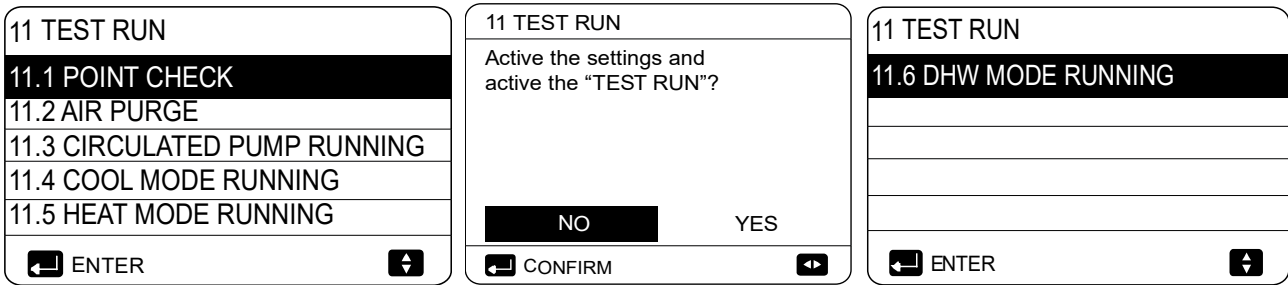 11 TEST RUN
11.1 POINT CHECK
11.2 AIR PURGE
11.3 CIRCULATED PUMP RUNNING
11.4 COOL MODE RUNNING
11.5 HEAT MODE RUNNING
ENTER
11 TEST RUN
Active the settings and
active the “TEST RUN”?
NO YES
CONFIRM
11 TEST RUN
11.6 DHW MODE RUNNING
ENTER